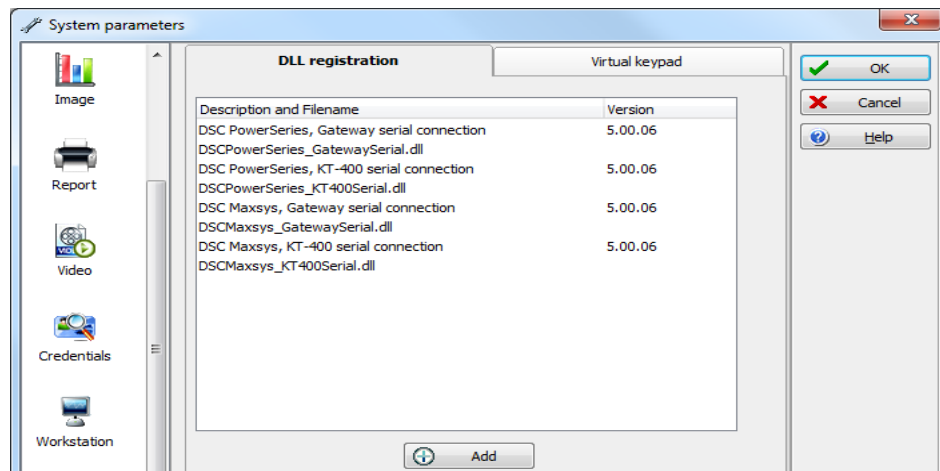 System parameters
Image
Report
Video
Credentials
Workstation
DLL registration
Virtual keypad
Description and Filename Version
DSC PowerSeries, Gateway serial connection 5.00.06
DSCPowerSeries_GatewaySerial.dll
DSC PowerSeries, KT-400 serial connection 5.00.06
DSCPowerSeries_KT400Serial.dll
DSC Maxsys, Gateway serial connection 5.00.06
DSCMaxsys_GatewaySerial.dll
DSC Maxsys, KT-400 serial connection 5.00.06
DSCMaxsys_KT400Serial.dll
Add
OK
Cancel
Help